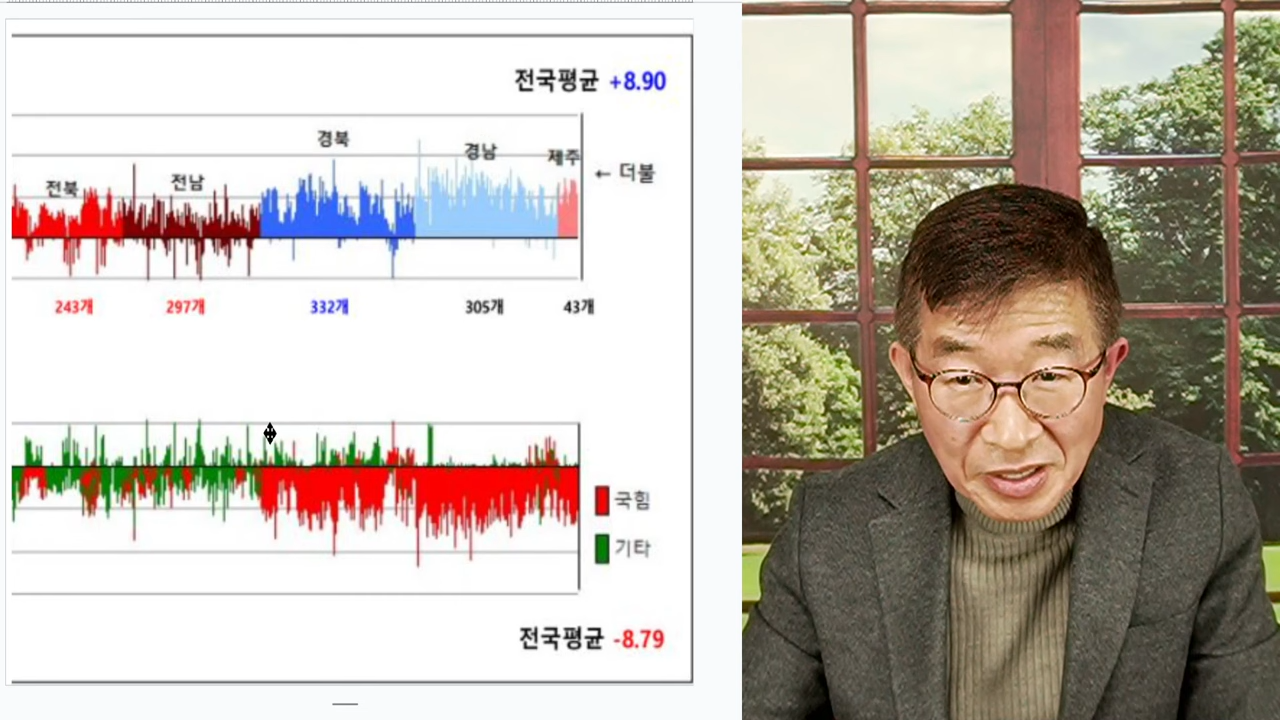 전국평균 +8.90
경북
경남
제주
전북
전남
← 더불
243개
297개
332개
305개
43개
국힘
기타
전국평균 -8.79